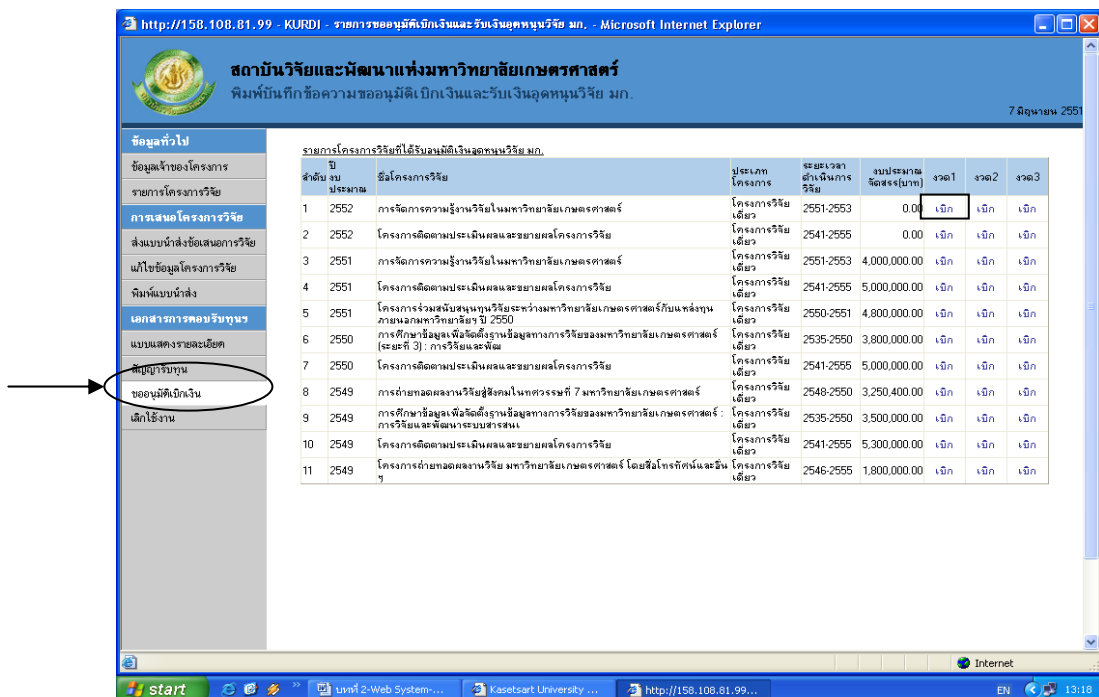 http://158.108.81.99 - KURDI - รายการขออนุมัติเบิกเงินและรับเงินอุดหนุนวิจัย มก. - Microsoft Internet Explorer
สถาบันวิจัยและพัฒนาแห่งมหาวิทยาลัยเกษตรศาสตร์
พิมพ์บันทึกข้อความขออนุมัติเบิกเงินและรับเงินอุดหนุนวิจัย มก.
7 มิถุนายน 2551
ข้อมูลทั่วไป
ข้อมูลเจ้าของโครงการ
รายการโครงการวิจัย
การเสนอโครงการวิจัย
ส่งแบบนำส่งข้อเสนอการวิจัย
แก้ไขข้อมูลโครงการวิจัย
พิมพ์แบบนำส่ง
เอกสารการตอบรับทุนฯ
แบบแสดงรายละเอียด
สัญญารับทุน
ขออนุมัติเบิกเงิน
เลิกใช้งาน
รายการโครงการวิจัยที่ได้รับอนุมัติเงินอุดหนุนวิจัย มก.
ลำดับ ปี งบ ประมาณ ชื่อโครงการวิจัย ประเภท โครงการ ระยะเวลา ดำเนินการ วิจัย งบประมาณ จัดสรร(บาท) งวด1 งวด2 งวด3
1 2552 การจัดการความรู้งานวิจัยในมหาวิทยาลัยเกษตรศาสตร์ โครงการวิจัย เดี่ยว 2551-2553 0.00 เบิก เบิก เบิก
2 2552 โครงการติดตามประเมินผลและขยายผลโครงการวิจัย โครงการวิจัย เดี่ยว 2541-2555 0.00 เบิก เบิก เบิก
3 2551 การจัดการความรู้งานวิจัยในมหาวิทยาลัยเกษตรศาสตร์ โครงการวิจัย เดี่ยว 2551-2553 4,000,000.00 เบิก เบิก เบิก
4 2551 โครงการติดตามประเมินผลและขยายผลโครงการวิจัย โครงการวิจัย เดี่ยว 2541-2555 5,000,000.00 เบิก เบิก เบิก
5 2551 โครงการร่วมสนับสนุนทุนวิจัยระหว่างมหาวิทยาลัยเกษตรศาสตร์กับแหล่งทุน ภายนอกมหาวิทยาลัยฯ ปี 2550 โครงการวิจัย เดี่ยว 2550-2551 4,800,000.00 เบิก เบิก เบิก
6 2550 การศึกษาข้อมูลเพื่อจัดตั้งฐานข้อมูลทางการวิจัยของมหาวิทยาลัยเกษตรศาสตร์ (ระยะที่ 3) : การวิจัยและพัฒ โครงการวิจัย เดี่ยว 2535-2550 3,800,000.00 เบิก เบิก เบิก
7 2550 โครงการติดตามประเมินผลและขยายผลโครงการวิจัย โครงการวิจัย เดี่ยว 2541-2555 5,000,000.00 เบิก เบิก เบิก
8 2549 การถ่ายทอดผลงานวิจัยสู่สังคมในทศวรรษที่ 7 มหาวิทยาลัยเกษตรศาสตร์ โครงการวิจัย เดี่ยว 2548-2550 3,250,400.00 เบิก เบิก เบิก
9 2549 การศึกษาข้อมูลเพื่อจัดตั้งฐานข้อมูลทางการวิจัยของมหาวิทยาลัยเกษตรศาสตร์ : การวิจัยและพัฒนาระบบสารสนเ โครงการวิจัย เดี่ยว 2535-2550 3,500,000.00 เบิก เบิก เบิก
10 2549 โครงการติดตามประเมินผลและขยายผลโครงการวิจัย โครงการวิจัย เดี่ยว 2541-2555 5,300,000.00 เบิก เบิก เบิก
11 2549 โครงการถ่ายทอดผลงานวิจัย มหาวิทยาลัยเกษตรศาสตร์ โดยสื่อโทรทัศน์และอื่น ๆ โครงการวิจัย เดี่ยว 2546-2555 1,800,000.00 เบิก เบิก เบิก
Internet
start บทที่ 2-Web System-... Kasetsart University ... http://158.108.81.99... EN 13:18